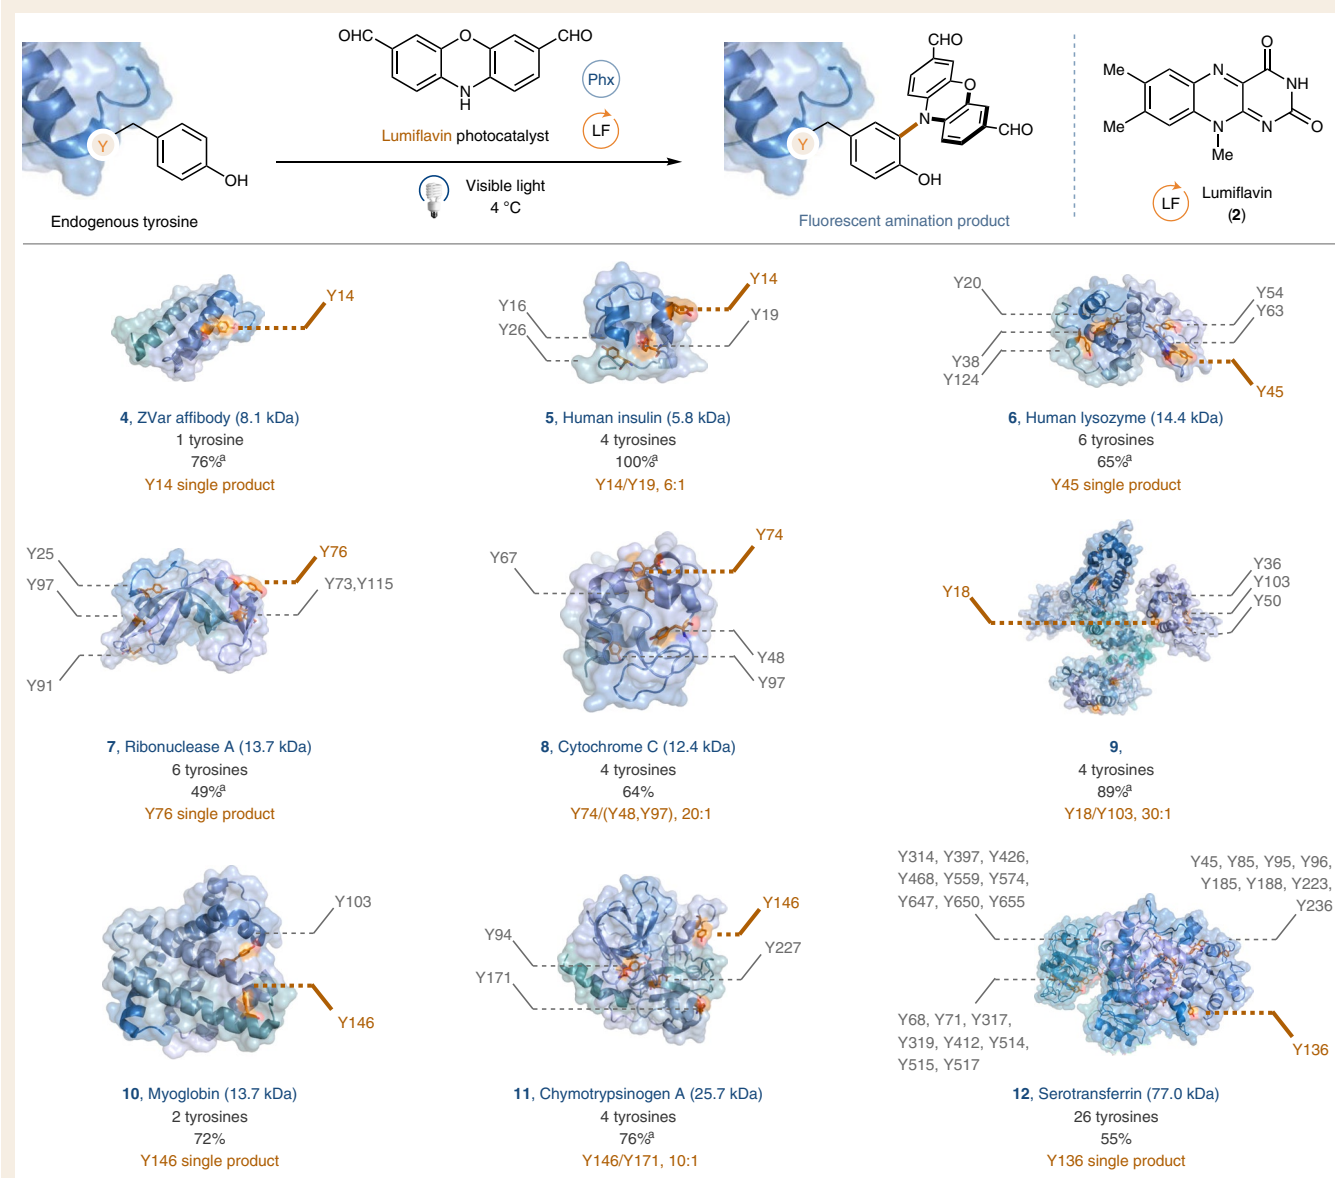 OHC
O
CHO
N
H
Phx
Lumiflavin photocatalyst
LF
Visible light
4 °C
Y
OH
Endogenous tyrosine
CHO
O
N
CHO
Y
OH
Fluorescent amination product
O
Me
N
NH
Me
N
N
O
Me
LF
Lumiflavin
(2)
Y14
4, ZVar affibody (8.1 kDa)
1 tyrosine
76%a
Y14 single product
Y14
Y16
Y19
Y26
5, Human insulin (5.8 kDa)
4 tyrosines
100%a
Y14/Y19, 6:1
Y20
Y54
Y63
Y38
Y124
Y45
6, Human lysozyme (14.4 kDa)
6 tyrosines
65%a
Y45 single product
Y25
Y76
Y97
Y73,Y115
Y91
7, Ribonuclease A (13.7 kDa)
6 tyrosines
49%a
Y76 single product
Y74
Y67
Y48
Y97
8, Cytochrome C (12.4 kDa)
4 tyrosines
64%
Y74/(Y48,Y97), 20:1
Y18
Y36
Y103
Y50
9,
4 tyrosines
89%a
Y18/Y103, 30:1
Y103
Y146
10, Myoglobin (13.7 kDa)
2 tyrosines
72%
Y146 single product
Y146
Y94
Y227
Y171
11, Chymotrypsinogen A (25.7 kDa)
4 tyrosines
76%a
Y146/Y171, 10:1
Y314, Y397, Y426,
Y468, Y559, Y574,
Y647, Y650, Y655
Y45, Y85, Y95, Y96,
Y185, Y188, Y223,
Y236
Y68, Y71, Y317,
Y319, Y412, Y514,
Y515, Y517
Y136
12, Serotransferrin (77.0 kDa)
26 tyrosines
55%
Y136 single product